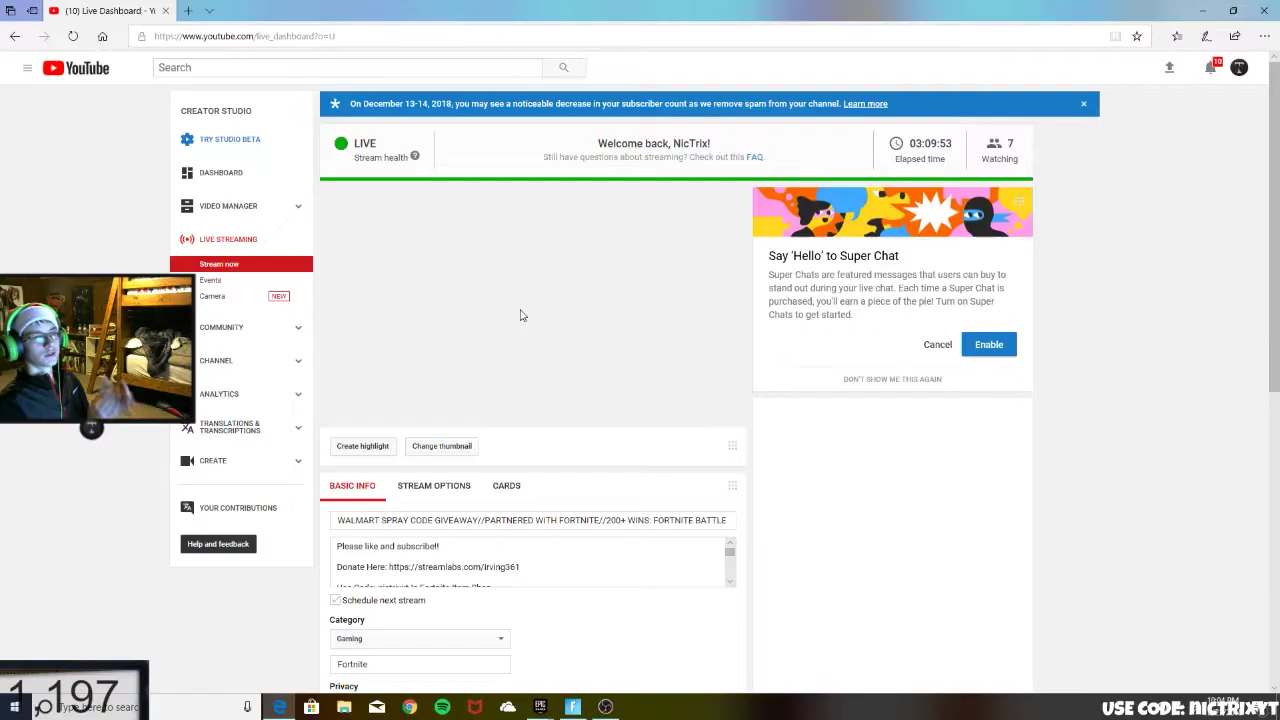 (1) Live Dashboard - Yo
https://www.youtube.com/live_dashboard?o=U
YouTube
Search
10
CREATOR STUDIO
TRY STUDIO BETA
DASHBOARD
VIDEO MANAGER
LIVE STREAMING
Stream now
Events
Camera
NEW
COMMUNITY
CHANNEL
ANALYTICS
TRANSLATIONS &
TRANSCRIPTIONS
CREATE
YOUR CONTRIBUTIONS
Help and feedback
On December 13-14, 2018, you may see a noticeable decrease in your subscriber count as we remove spam from your channel. Learn more
LIVE
Stream health
Welcome back, NicTrix!
Still have questions about streaming? Check out this FAQ.
03:09:53
Elapsed time
7
Watching
Say 'Hello' to Super Chat
Super Chats are featured messages that users can buy to
stand out during your live chat. Each time a Super Chat is
purchased, you'll earn a piece of the pie! Turn on Super
Chats to get started.
Cancel
Enable
DON'T SHOW ME THIS AGAIN
Create highlight
Change thumbnail
BASIC INFO
STREAM OPTIONS
CARDS
WALMART SPRAY CODE GIVEAWAY//PARTNERED WITH FORTNITE//200+ WINS: FORTNITE BATTLE
Please like and subscribe!!
Donate Here: https://streamlabs.com/irving361
Schedule next stream
Category
Gaming
Fortnite
Privacy
1,197
Type here to searc
10:04 PM
USE CODE: NICTRIXYT